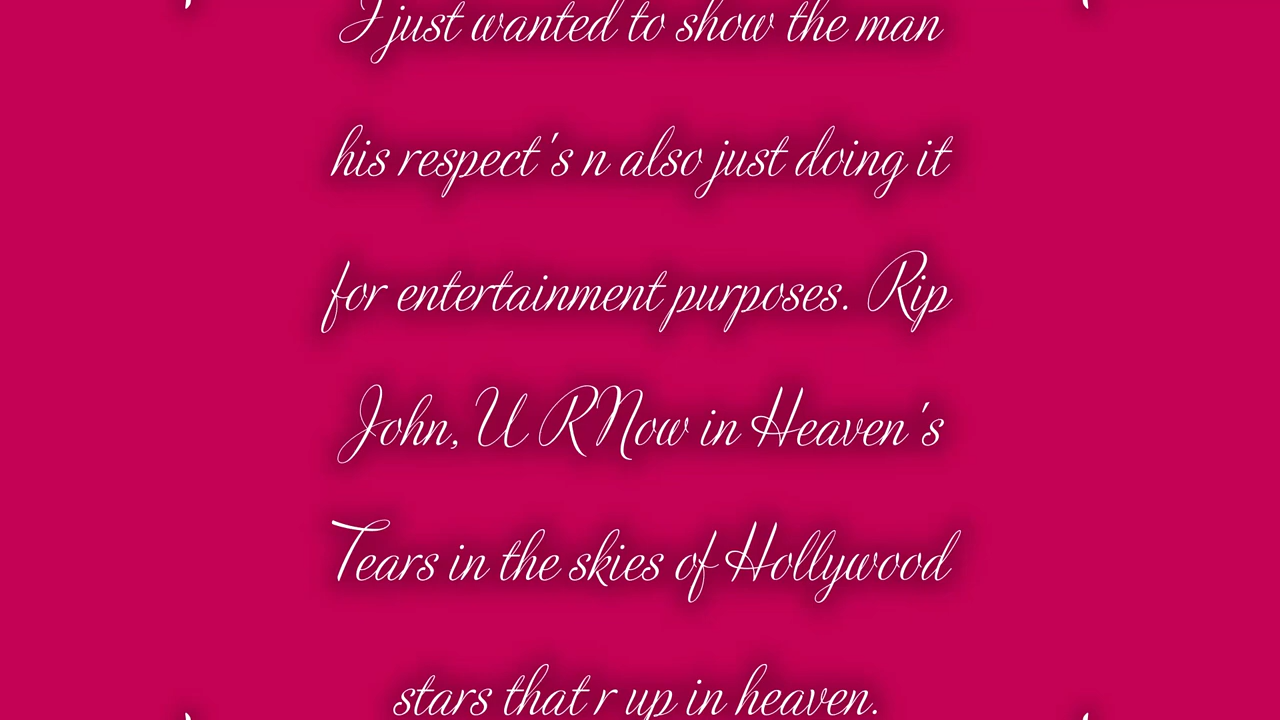 I just wanted to show the man
his respect's n also just doing it
for entertainment purposes. Rip
John, U R Now in Heaven's
Tears in the skies of Hollywood
stars that r up in heaven.